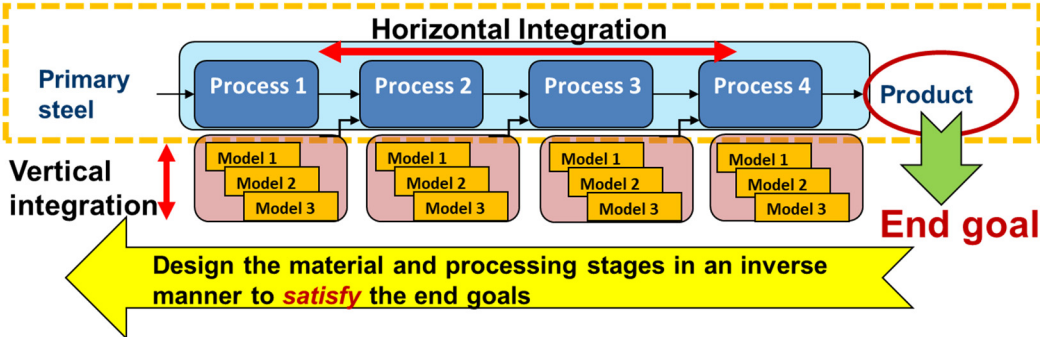 Horizontal Integration
Primary
steel
Process 1
Process 2
Process 3
Process 4
Product
Vertical
integration
Model 1
Model 2
Model 3
Model 1
Model 2
Model 3
Model 1
Model 2
Model 3
Model 1
Model 2
Model 3
End goal
Design the material and processing stages in an inverse
manner to satisfy the end goals